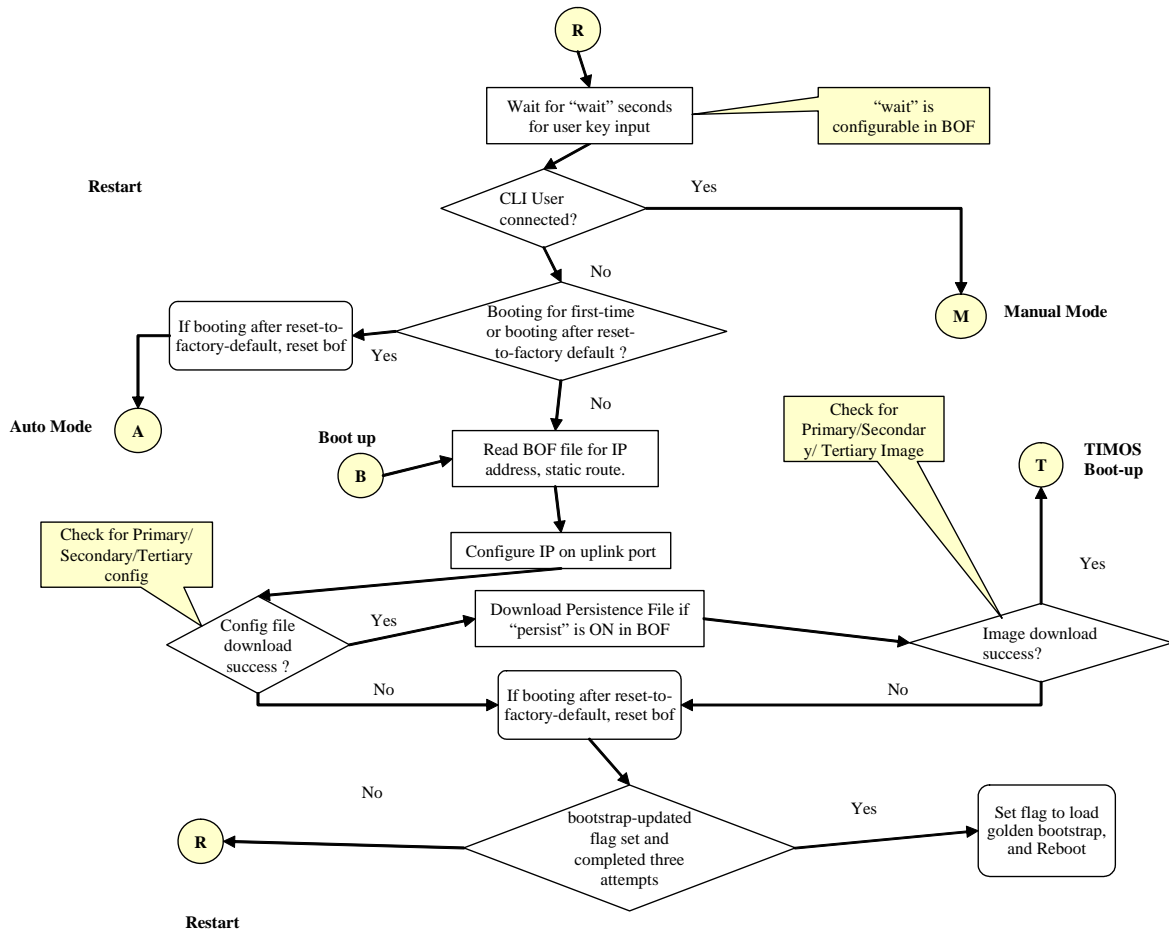 R
Wait for “wait” seconds
for user key input
“wait” is
configurable in BOF
Restart
CLI User
connected?
Yes
No
M
Manual Mode
Booting for first-time
or booting after reset-
to-factory default ?
If booting after reset-to-
factory-default, reset bof
Yes
No
Auto Mode
A
Boot up
B
Read BOF file for IP
address, static route.
Check for
Primary/Secondar
y/ Tertiary Image
T
TIMOS
Boot-up
Check for Primary/
Secondary/Tertiary
config
Configure IP on uplink port
Yes
Config file
download
success ?
Yes
Download Persistence File if
“persist” is ON in BOF
Image download
success?
No
If booting after reset-to-
factory-default, reset bof
No
No
bootstrap-updated
flag set and
completed three
attempts
Yes
Set flag to load
golden bootstrap,
and Reboot
R
Restart